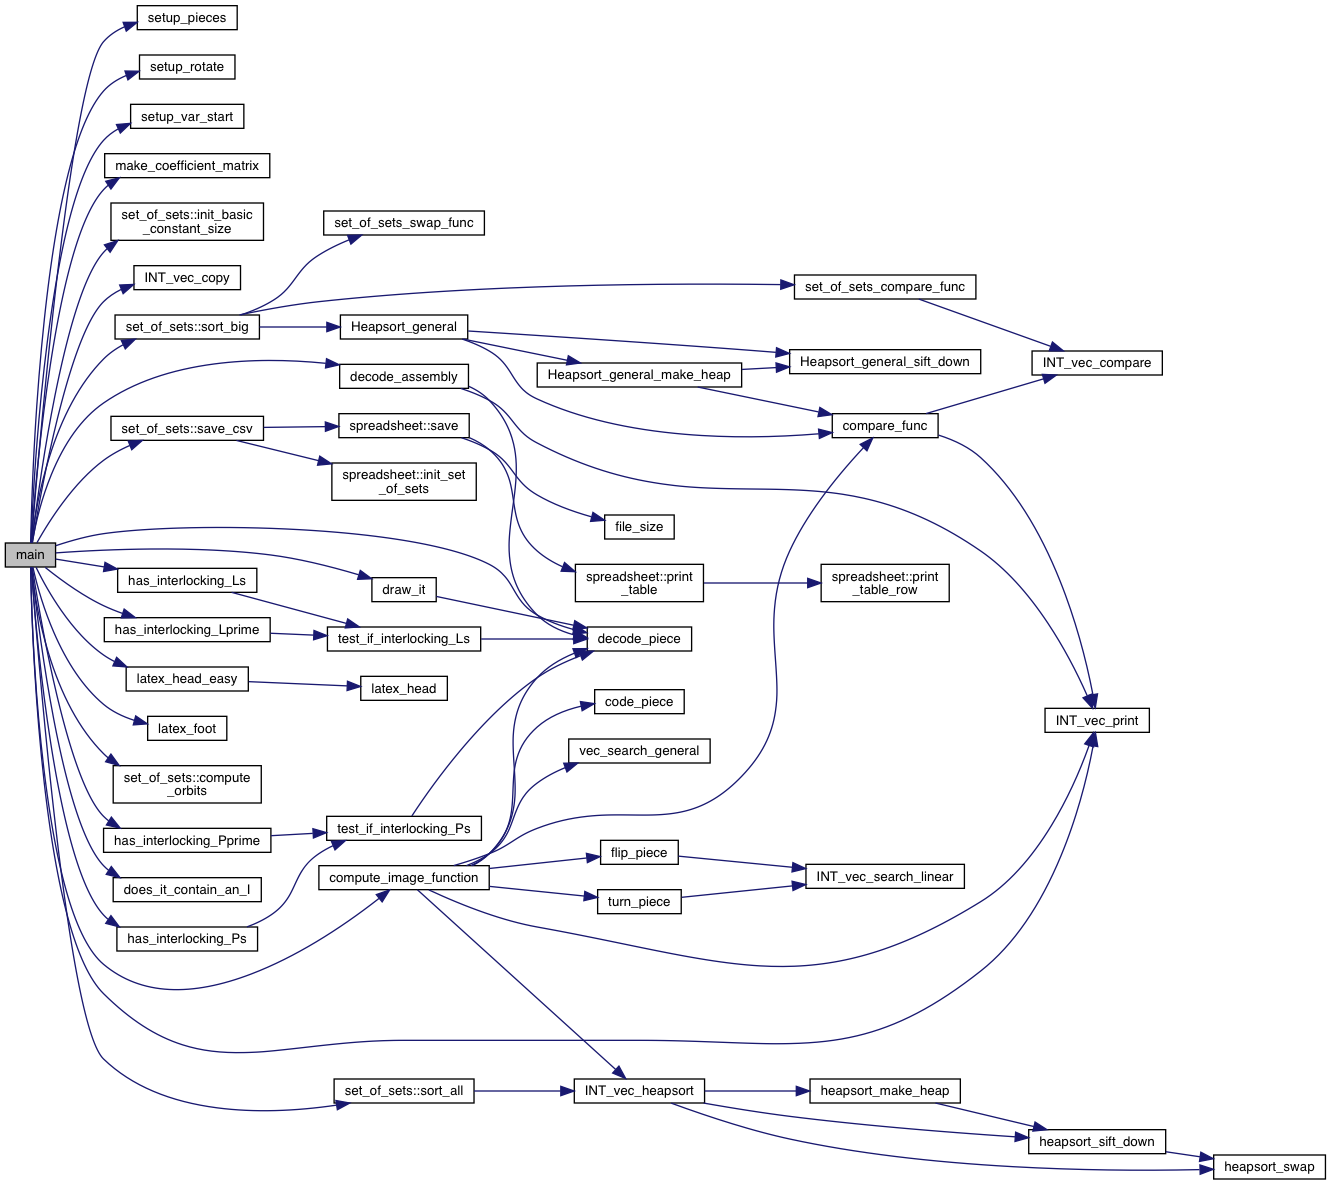 setup_pieces
setup_rotate
setup_var_start
make_coefficient_matrix
set_of_sets::init_basic
_constant_size
set_of_sets_swap_func
INT_vec_copy
set_of_sets_compare_func
set_of_sets::sort_big
Heapsort_general
Heapsort_general_sift_down
INT_vec_compare
decode_assembly
Heapsort_general_make_heap
set_of_sets::save_csv
spreadsheet::save
compare_func
spreadsheet::init_set
_of_sets
file_size
main
has_interlocking_Ls
draw_it
spreadsheet::print
_table
spreadsheet::print
_table_row
has_interlocking_Lprime
test_if_interlocking_Ls
decode_piece
latex_head_easy
latex_head
code_piece
latex_foot
INT_vec_print
vec_search_general
set_of_sets::compute
_orbits
has_interlocking_Pprime
test_if_interlocking_Ps
flip_piece
compute_image_function
INT_vec_search_linear
does_it_contain_an_I
turn_piece
has_interlocking_Ps
set_of_sets::sort_all
INT_vec_heapsort
heapsort_make_heap
heapsort_sift_down
heapsort_swap